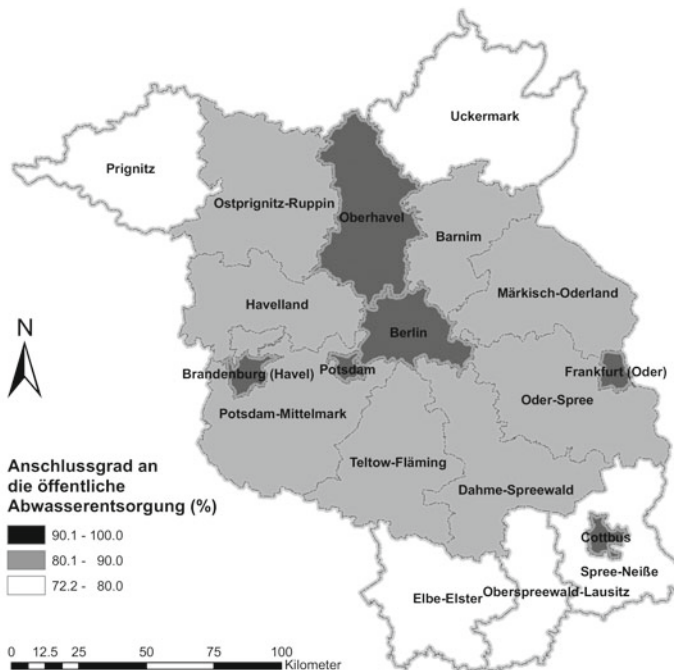 Uckermark
Prignitz
Ostprignitz-Ruppin
Oberhavel
Barnim
Havelland
Märkisch-Oderland
Berlin
N
Brandenburg (Havel)
Potsdam
Frankfurt (Oder)
Potsdam-Mittelmark
Oder-Spree
Teltow-Fläming
Dahme-Spreewald
Anschlussgrad an
die öffentliche
Abwasserentsorgung (%)
90.1 - 100.0
80.1 - 90.0
72.2 - 80.0
Cottbus
Spree-Neiße
Elbe-Elster
Oberspreewald-Lausitz
0 12.5 25 50 75 100
Kilometer